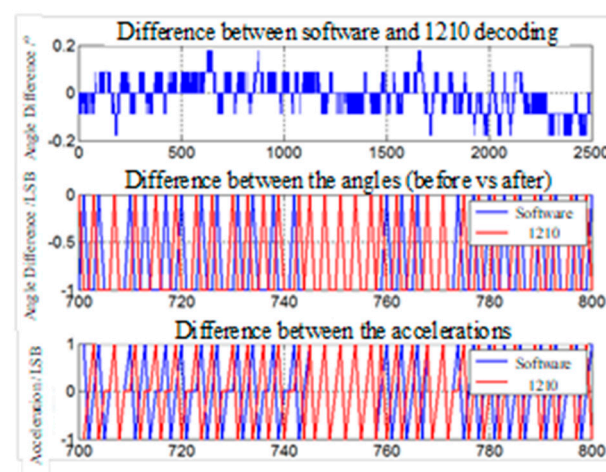 Difference between software and 1210 decoding
Angle Difference /°
0.2
0
-0.2
0 500 1000 1500 2000 2500
Difference between the angles (before vs after)
Angle Difference /LSB
0
-0.5
-1
Software
1210
700 720 740 760 780 800
Difference between the accelerations
Acceleration/LSB
1
0
-1
Software
1210
700 720 740 760 780 800